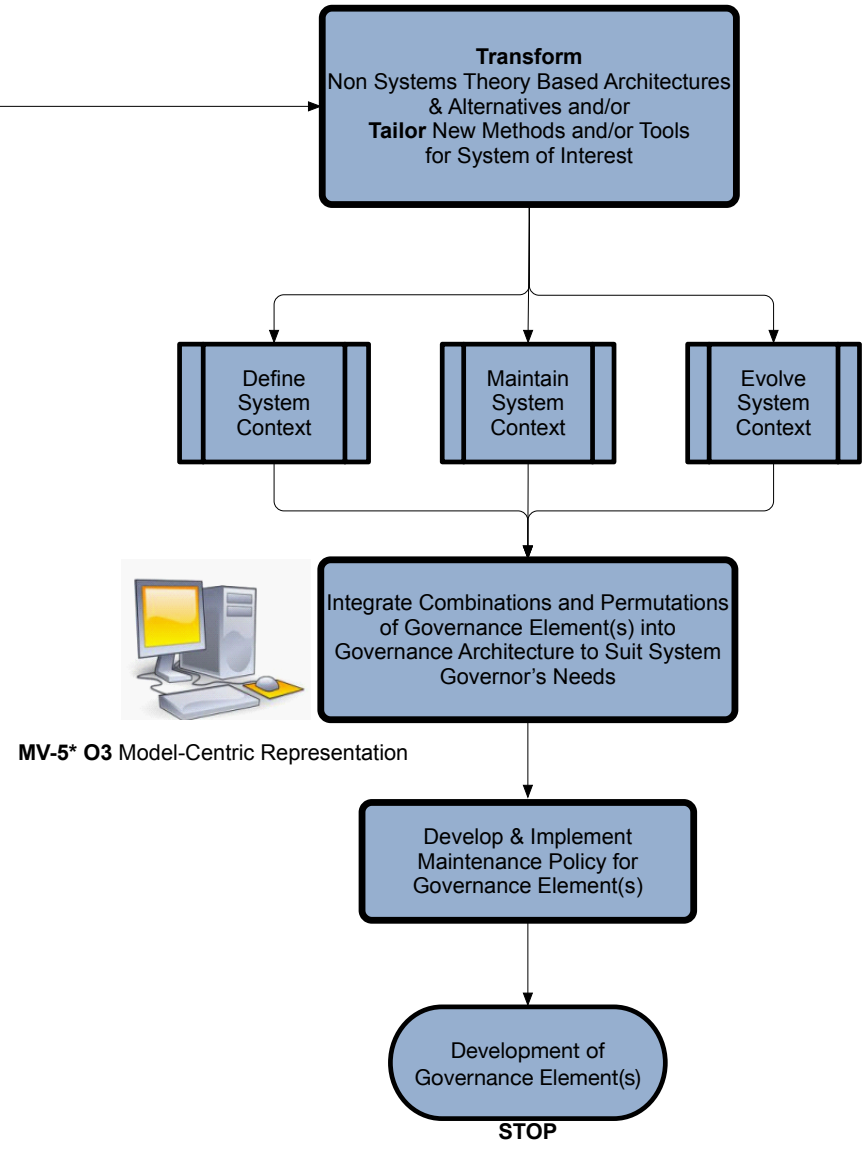 Transform
Non Systems Theory Based Architectures
& Alternatives and/or
Tailor New Methods and/or Tools
for System of Interest
Define
System
Context
Maintain
System
Context
Evolve
System
Context
Integrate Combinations and Permutations
of Governance Element(s) into
Governance Architecture to Suit System
Governor's Needs
MV-5* O3 Model-Centric Representation
Develop & Implement
Maintenance Policy for
Governance Element(s)
Development of
Governance Element(s)
STOP